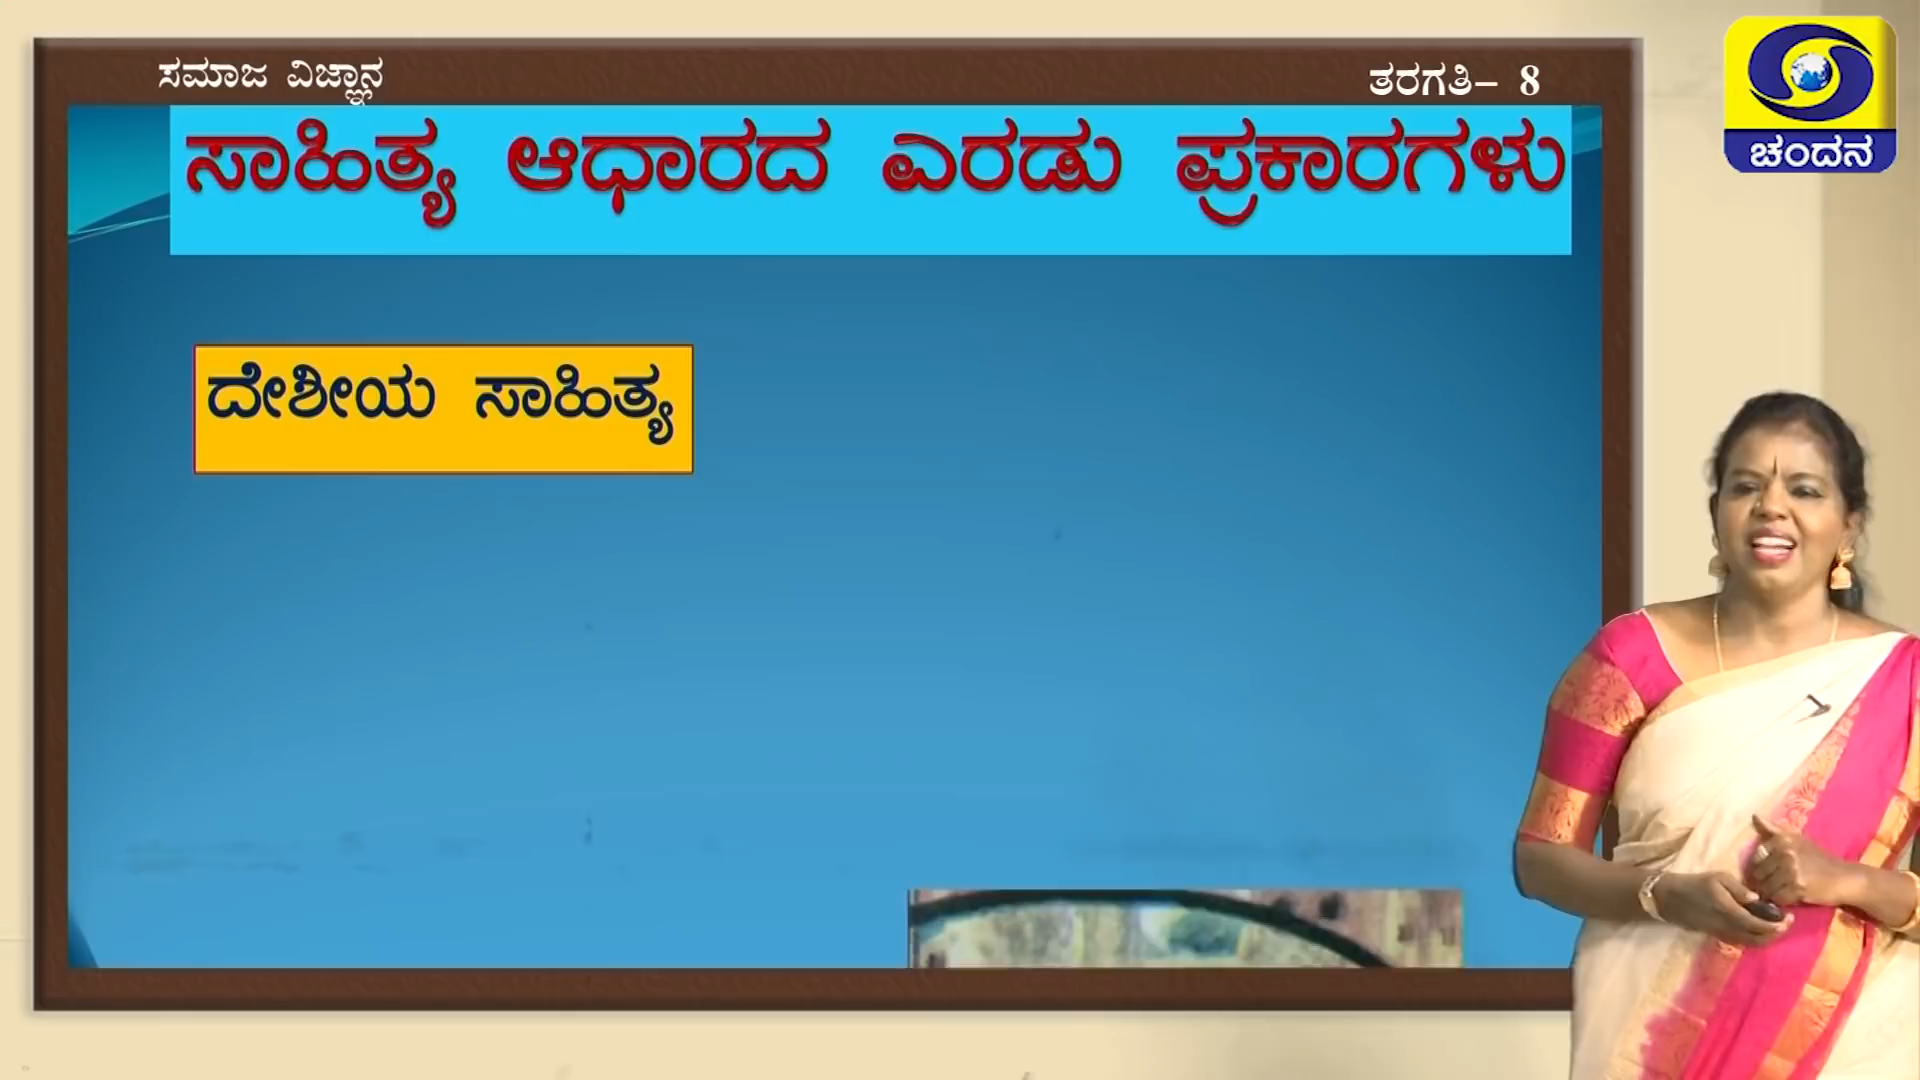 ಸಮಾಜ ವಿಜ್ಞಾನ
ತರಗತಿ– 8
ಚಂದನ
ಸಾಹಿತ್ಯ ಆಧಾರದ ಎರಡು ಪ್ರಕಾರಗಳು
ದೇಶೀಯ ಸಾಹಿತ್ಯ